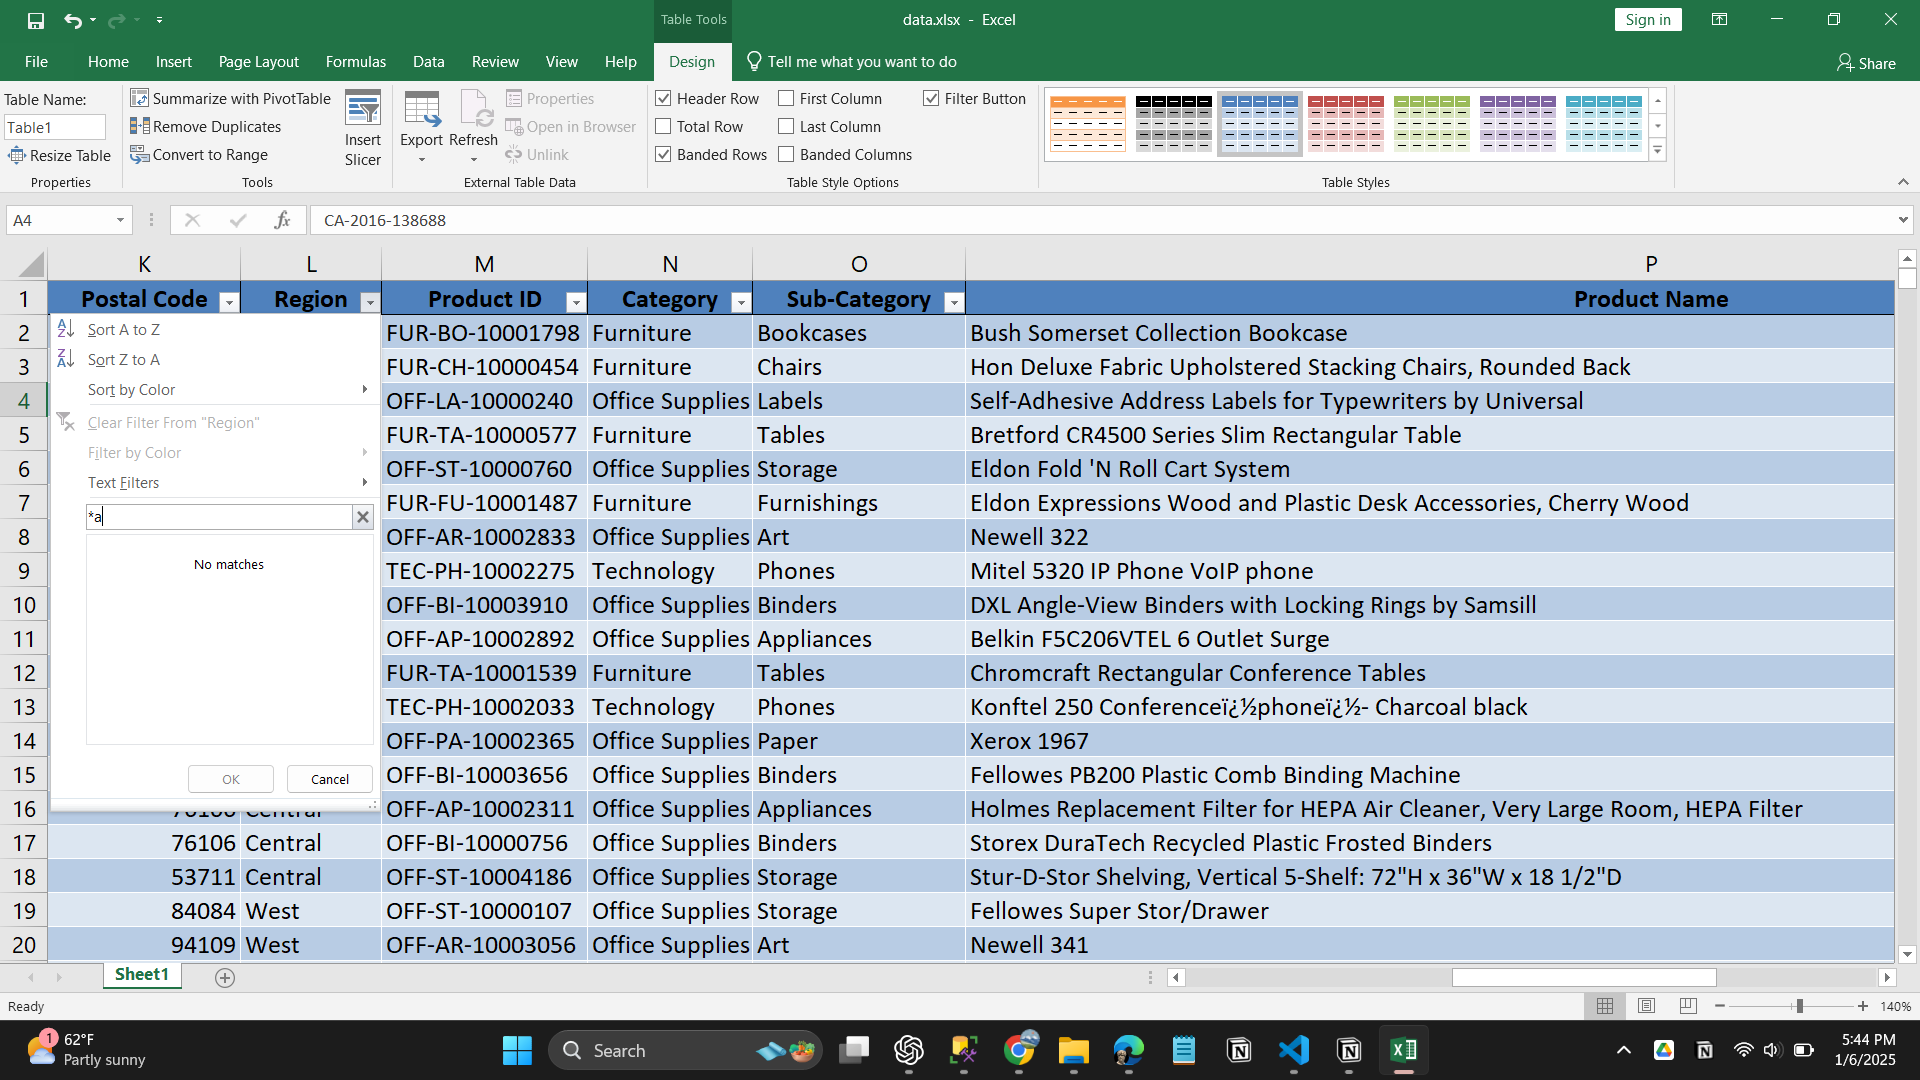 Table Tools
data.xlsx - Excel
Sign in
File Home Insert Page Layout Formulas Data Review View Help Design Tell me what you want to do Share
Table Name:
Table1
Resize Table
Properties
Summarize with PivotTable
Remove Duplicates
Convert to Range
Insert Slicer
Tools
Export
Refresh
Properties
Open in Browser
Unlink
External Table Data
Header Row
Total Row
Banded Rows
First Column
Last Column
Banded Columns
Filter Button
Table Style Options
Table Styles
A4 fx CA-2016-138688
K L M N O P
1 Postal Code Region Product ID Category Sub-Category Product Name
2 FUR-BO-10001798 Furniture Bookcases Bush Somerset Collection Bookcase
3 FUR-CH-10000454 Furniture Chairs Hon Deluxe Fabric Upholstered Stacking Chairs, Rounded Back
4 OFF-LA-10000240 Office Supplies Labels Self-Adhesive Address Labels for Typewriters by Universal
5 FUR-TA-10000577 Furniture Tables Bretford CR4500 Series Slim Rectangular Table
6 OFF-ST-10000760 Office Supplies Storage Eldon Fold 'N Roll Cart System
7 FUR-FU-10001487 Furniture Furnishings Eldon Expressions Wood and Plastic Desk Accessories, Cherry Wood
8 OFF-AR-10002833 Office Supplies Art Newell 322
9 TEC-PH-10002275 Technology Phones Mitel 5320 IP Phone VoIP phone
10 OFF-BI-10003910 Office Supplies Binders DXL Angle-View Binders with Locking Rings by Samsill
11 OFF-AP-10002892 Office Supplies Appliances Belkin F5C206VTEL 6 Outlet Surge
12 FUR-TA-10001539 Furniture Tables Chromcraft Rectangular Conference Tables
13 TEC-PH-10002033 Technology Phones Konftel 250 Conferenceï¿½phoneï¿½- Charcoal black
14 OFF-PA-10002365 Office Supplies Paper Xerox 1967
15 OFF-BI-10003656 Office Supplies Binders Fellowes PB200 Plastic Comb Binding Machine
16 OFF-AP-10002311 Office Supplies Appliances Holmes Replacement Filter for HEPA Air Cleaner, Very Large Room, HEPA Filter
17 76106 Central OFF-BI-10000756 Office Supplies Binders Storex DuraTech Recycled Plastic Frosted Binders
18 53711 Central OFF-ST-10004186 Office Supplies Storage Stur-D-Stor Shelving, Vertical 5-Shelf: 72"H x 36"W x 18 1/2"D
19 84084 West OFF-ST-10000107 Office Supplies Storage Fellowes Super Stor/Drawer
20 94109 West OFF-AR-10003056 Office Supplies Art Newell 341
Sort A to Z
Sort Z to A
Sort by Color
Clear Filter From "Region"
Filter by Color
Text Filters
*a
No matches
OK Cancel
Sheet1
Ready
140%
1
62°F
Partly sunny
Search
5:44 PM
1/6/2025